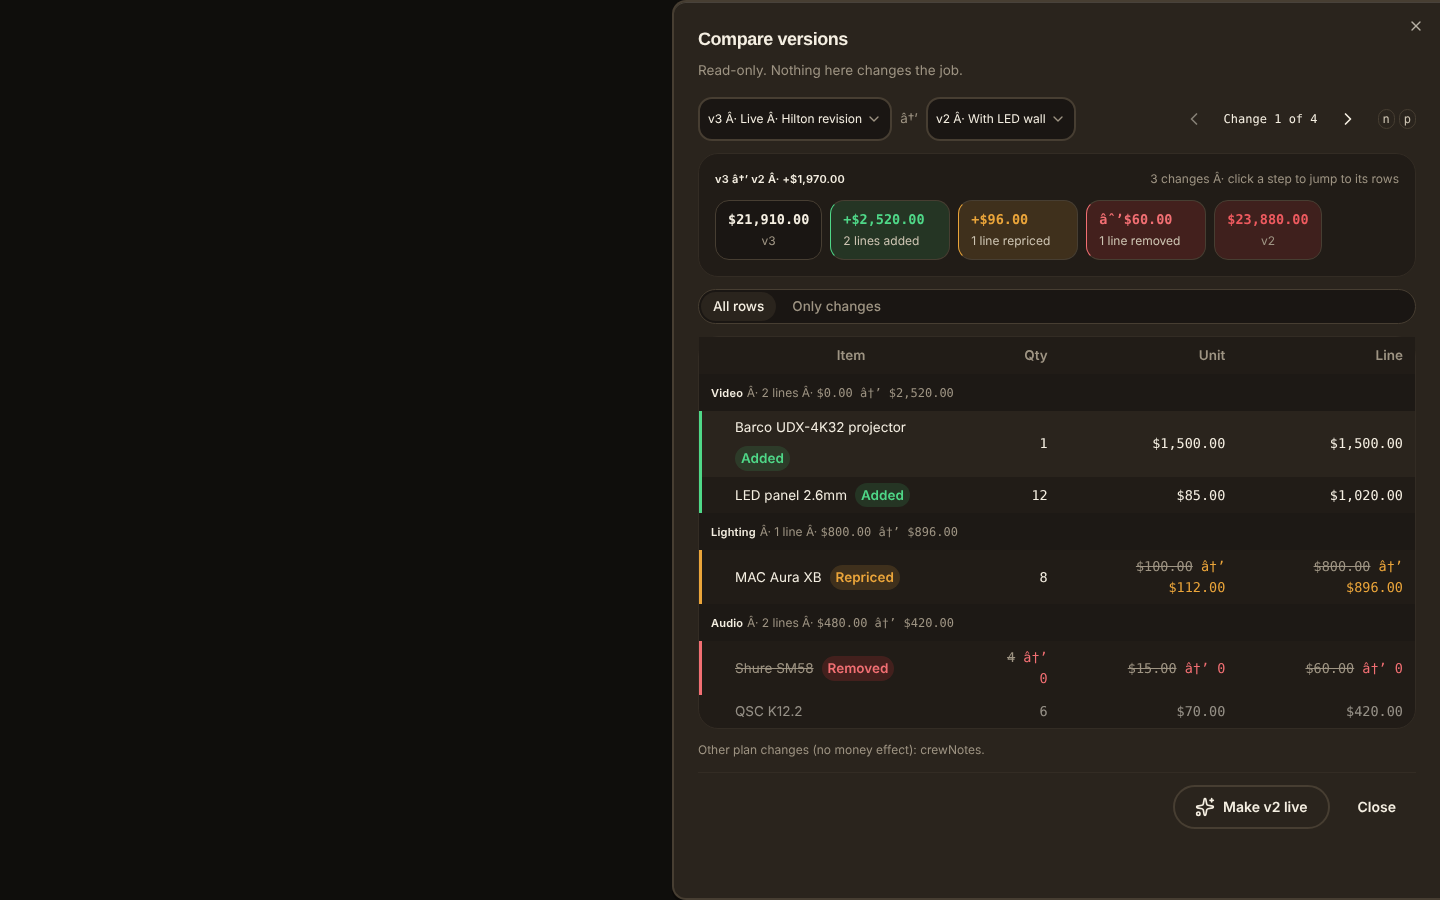 Compare versions
Read-only. Nothing here changes the job.
v3 Â· Live Â· Hilton revision â†’ v2 Â· With LED wall Change 1 of 4 n p
v3 â†’ v2 Â· +$1,970.00 3 changes Â· click a step to jump to its rows
$21,910.00 +$2,520.00 +$96.00 âˆ’$60.00 $23,880.00
v3 2 lines added 1 line repriced 1 line removed v2
All rows Only changes
Item Qty Unit Line
Video Â· 2 lines Â· $0.00 â†’ $2,520.00
Barco UDX-4K32 projector 1 $1,500.00 $1,500.00
Added
LED panel 2.6mm Added 12 $85.00 $1,020.00
Lighting Â· 1 line Â· $800.00 â†’ $896.00
MAC Aura XB Repriced 8 $100.00 â†’ $112.00 $800.00 â†’ $896.00
Audio Â· 2 lines Â· $480.00 â†’ $420.00
Shure SM58 Removed 4 â†’ 0 $15.00 â†’ 0 $60.00 â†’ 0
QSC K12.2 6 $70.00 $420.00
Other plan changes (no money effect): crewNotes.
Make v2 live Close